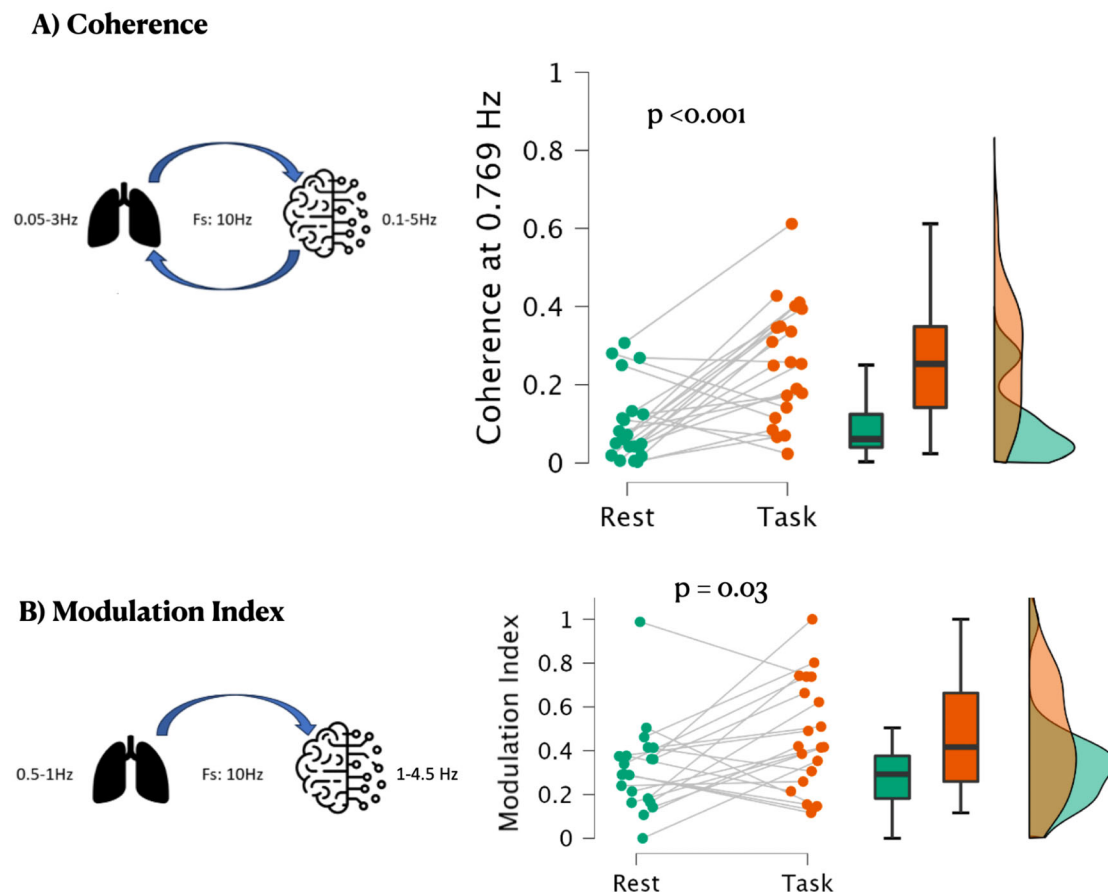 A) Coherence
0.05-3Hz
Fs: 10Hz
0.1-5Hz
Coherence at 0.769 Hz
1
0.8
0.6
0.4
0.2
0
p <0.001
Rest
Task
B) Modulation Index
0.5-1Hz
Fs: 10Hz
1-4.5 Hz
Modulation Index
1
0.8
0.6
0.4
0.2
0
p = 0.03
Rest
Task